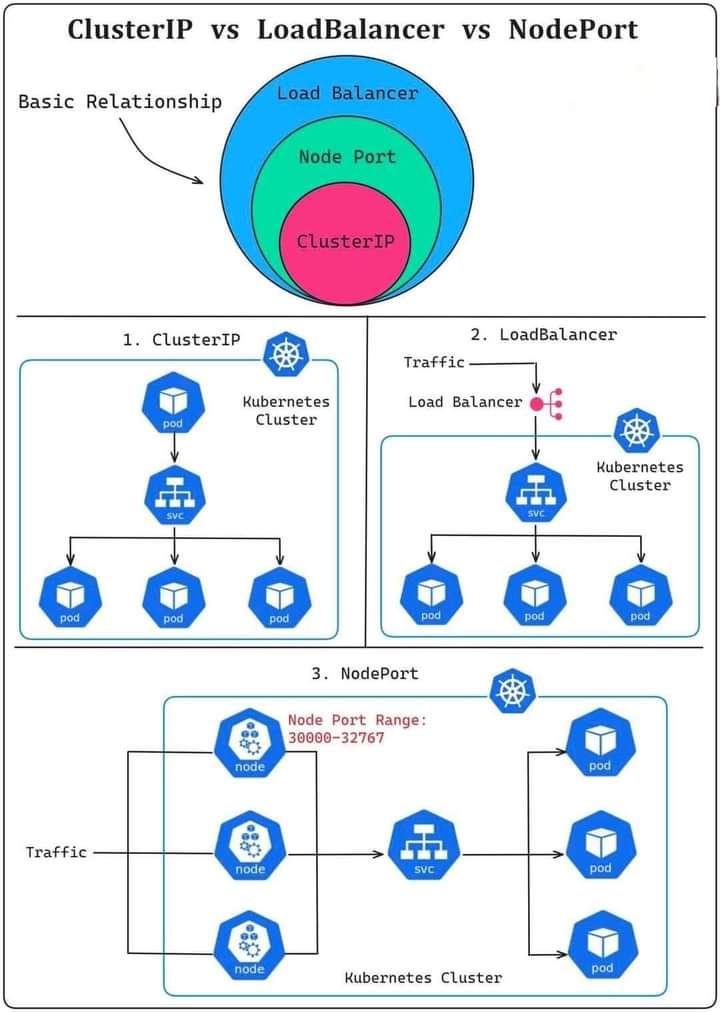 ClusterIP vs LoadBalancer vs NodePort
Basic Relationship
Load Balancer
Node Port
ClusterIP
1. ClusterIP
Kubernetes
Cluster
pod
svc
pod
pod
pod
2. LoadBalancer
Traffic
Load Balancer
Kubernetes
Cluster
svc
pod
pod
pod
3. NodePort
Node Port Range:
30000-32767
node
pod
Traffic
node
svc
pod
node
pod
Kubernetes Cluster